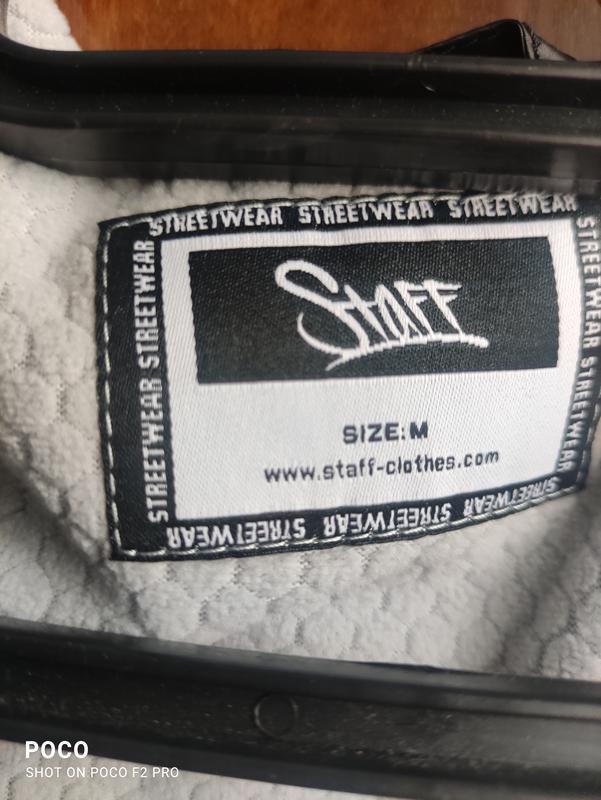 STREETWEAR STREETWEAR STREETWEAR
STREETWEAR STREETWEAR
Staff
SIZE: M
www.staff-clothes.com
STREETWEAR STREETWEAR
STREETWEAR STREETWEAR STREETWEAR
POCO
SHOT ON POCO F2 PRO